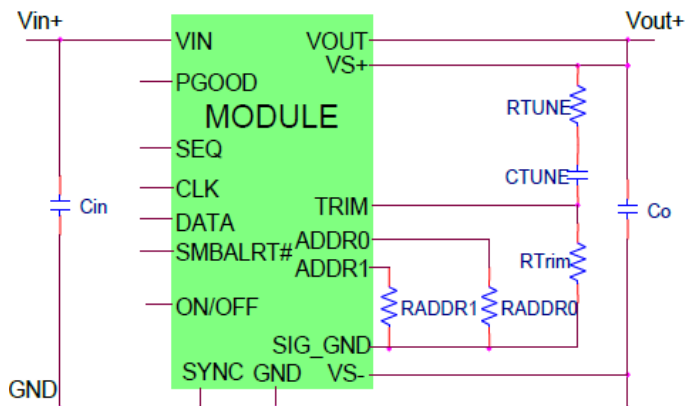 Vin+
Vout+
VIN
VOUT
VS+
PGOOD
RTUNE
MODULE
SEQ
CTUNE
CLK
Cin
TRIM
Co
DATA
ADDR0
SMBALRT#
ADDR1
RTrim
ON/OFF
RADDR1
RADDR0
SIG_GND
SYNC
GND
VS-
GND